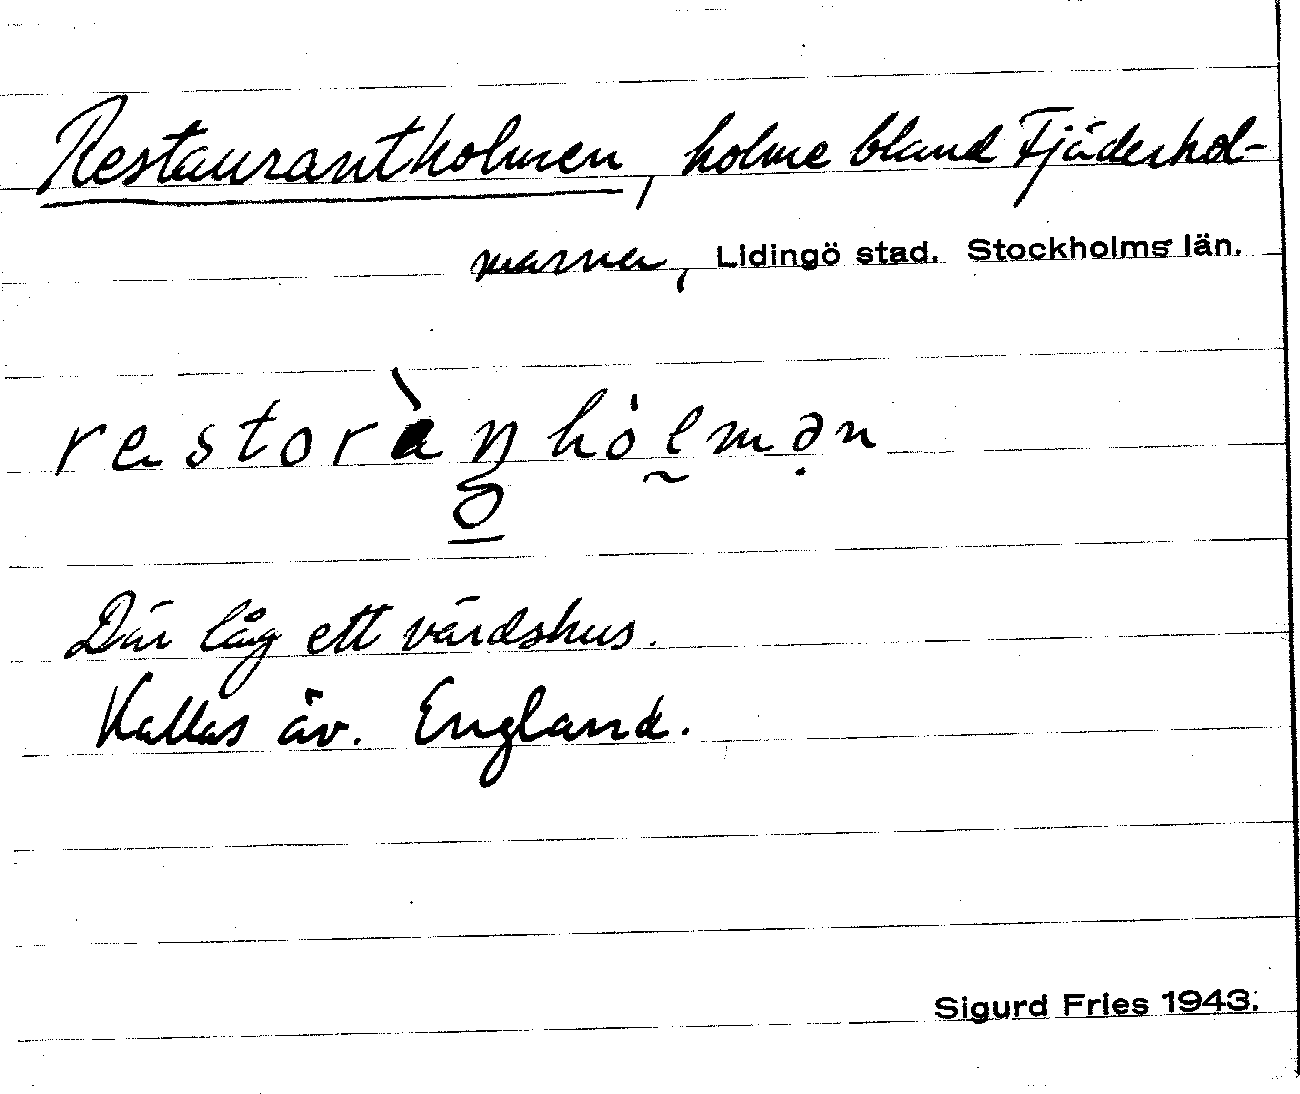 Restaurantholmen, holme bland Fjäderhol-
marna, Lidingö stad. Stockholms län.
restoràŋhòlmən
Där låg ett värdshus.
Kallas äv. England.
Sigurd Fries 1943.